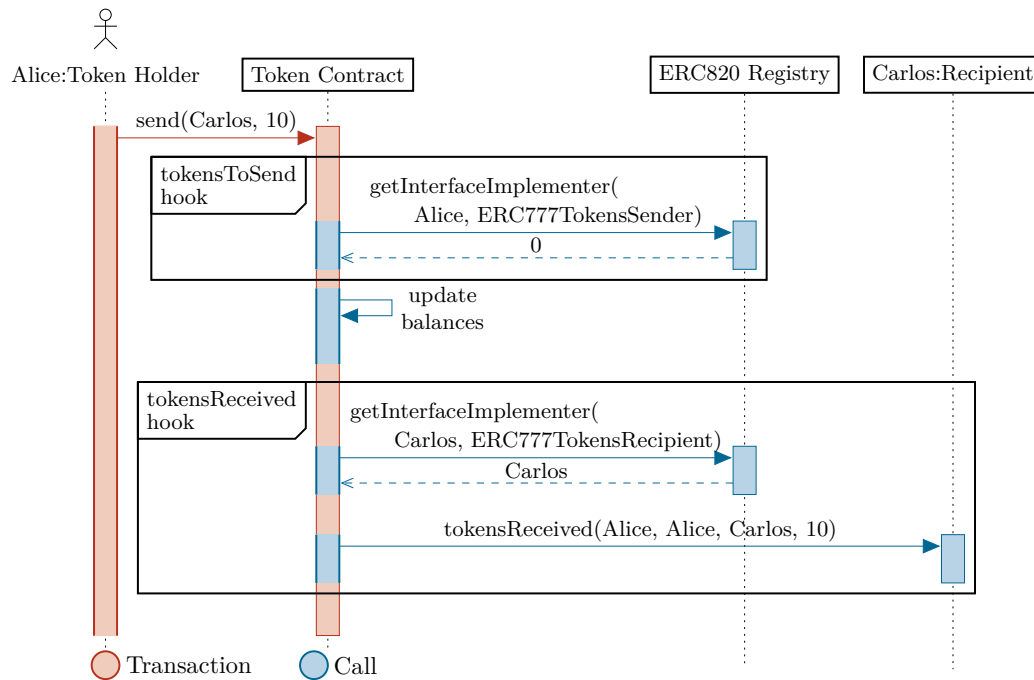 Alice:Token Holder
Token Contract
ERC820 Registry
Carlos:Recipient
send(Carlos, 10)
tokensToSend
hook
getInterfaceImplementer(
Alice, ERC777TokensSender)
0
update
balances
tokensReceived
hook
getInterfaceImplementer(
Carlos, ERC777TokensRecipient)
Carlos
tokensReceived(Alice, Alice, Carlos, 10)
Transaction
Call